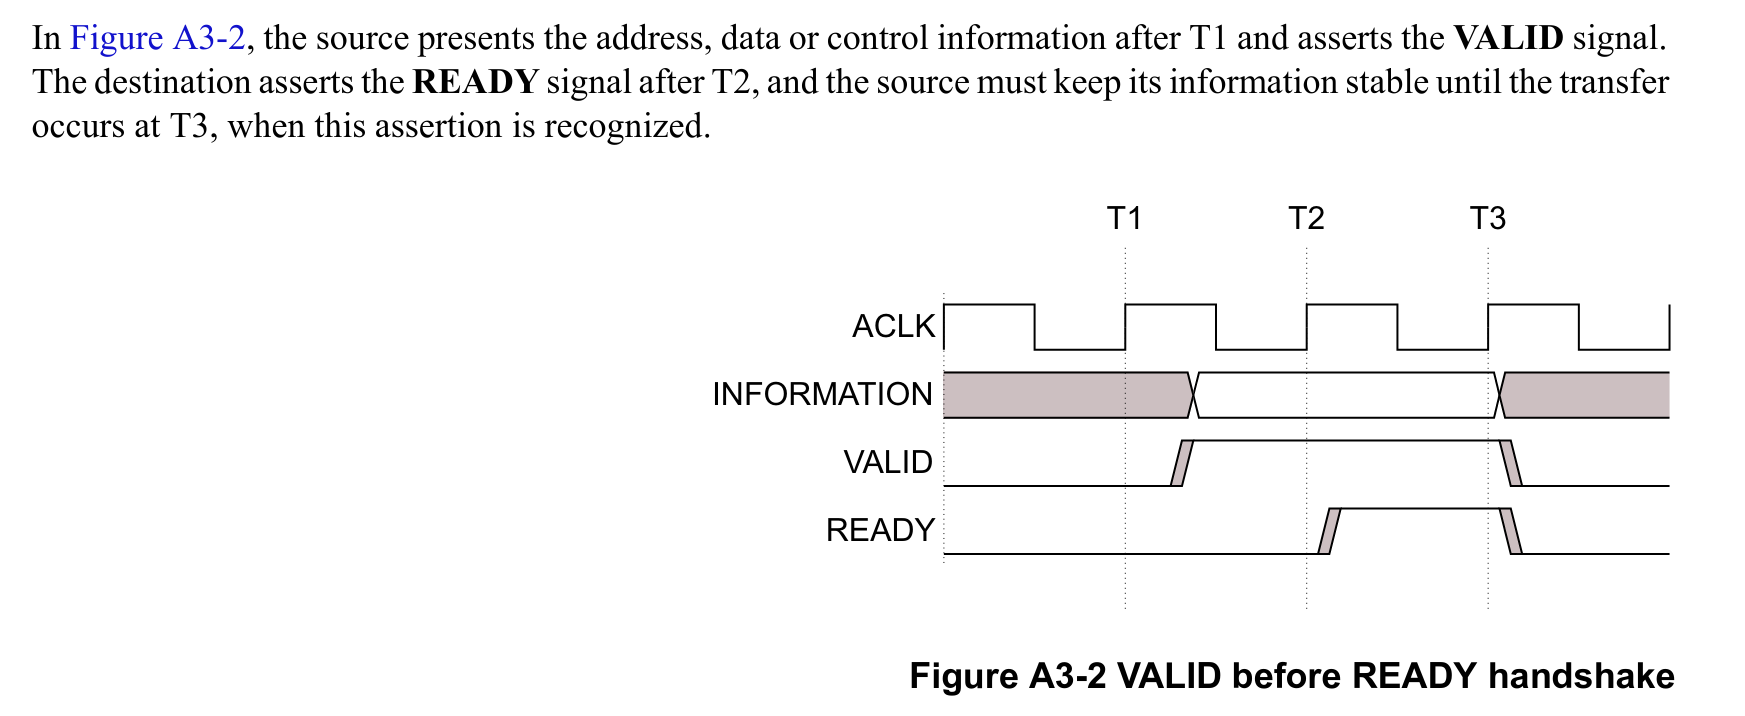 In Figure A3-2, the source presents the address, data or control information after T1 and asserts the VALID signal.
The destination asserts the READY signal after T2, and the source must keep its information stable until the transfer
occurs at T3, when this assertion is recognized.
T1 T2 T3
ACLK
INFORMATION
VALID
READY
Figure A3-2 VALID before READY handshake